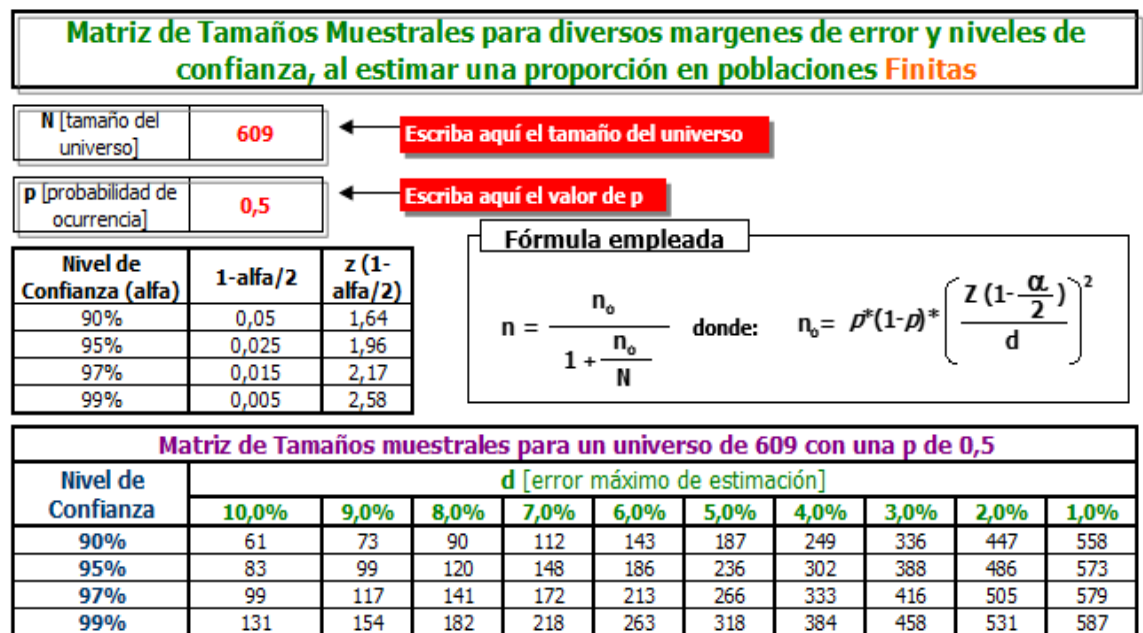 Matriz de Tamaños Muestrales para diversos margenes de error y niveles de
confianza, al estimar una proporción en poblaciones Finitas
N [tamaño del
universo]
609
Escriba aquí el tamaño del universo
p [probabilidad de
ocurrencia]
0,5
Escriba aquí el valor de p
Nivel de
Confianza (alfa)
1-alfa/2
z (1-
alfa/2)
90% 0,05 1,64
95% 0,025 1,96
97% 0,015 2,17
99% 0,005 2,58
Fórmula empleada
n = n₀ / (1 + n₀/N) donde: n₀= p*(1-p)* (Z (1-α/2) / d)²
Matriz de Tamaños muestrales para un universo de 609 con una p de 0,5
Nivel de
Confianza
d [error máximo de estimación]
10,0% 9,0% 8,0% 7,0% 6,0% 5,0% 4,0% 3,0% 2,0% 1,0%
90% 61 73 90 112 143 187 249 336 447 558
95% 83 99 120 148 186 236 302 388 486 573
97% 99 117 141 172 213 266 333 416 505 579
99% 131 154 182 218 263 318 384 458 531 587